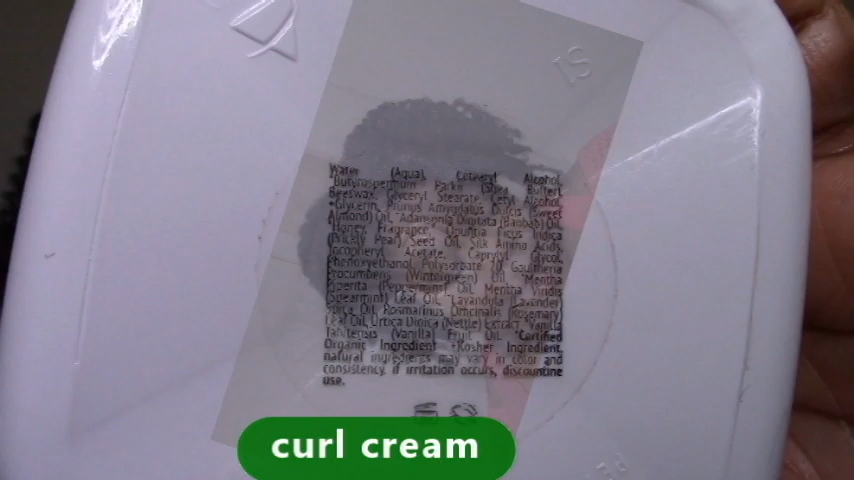 Water (Aqua), Cetearyl Alcohol,
*Butyrospermum Parkii (Shea Butter),
Beeswax, Glyceryl Stearate, Cetyl Alcohol,
+Glycerin, Prunus Amygdalus Dulcis (Sweet
Almond) Oil, *Adansonia Digitata (Baobab) Oil,
*Honey, Fragrance, Opuntia Ficus Indica
(Prickly Pear) Seed Oil, Silk Amino Acids,
Tocopheryl Acetate, Caprylyl Glycol,
Phenoxyethanol, Polysorbate 20, Gaultheria
Procumbens (Wintergreen) Oil, *Mentha
Piperita (Peppermint) Oil, Mentha Viridis
(Spearmint) Leaf Oil, *Lavandula (Lavender)
Spica Oil, Rosmarinus Officinalis (Rosemary)
Leaf Oil, Urtica Dioica (Nettle) Extract, Vanilla
Tahitensis (Vanilla) Fruit Oil. *Certified
Organic Ingredient +Kosher Ingredient,
natural ingredients may vary in color and
consistency. if irritation occurs, discountine
use.
IS
curl cream